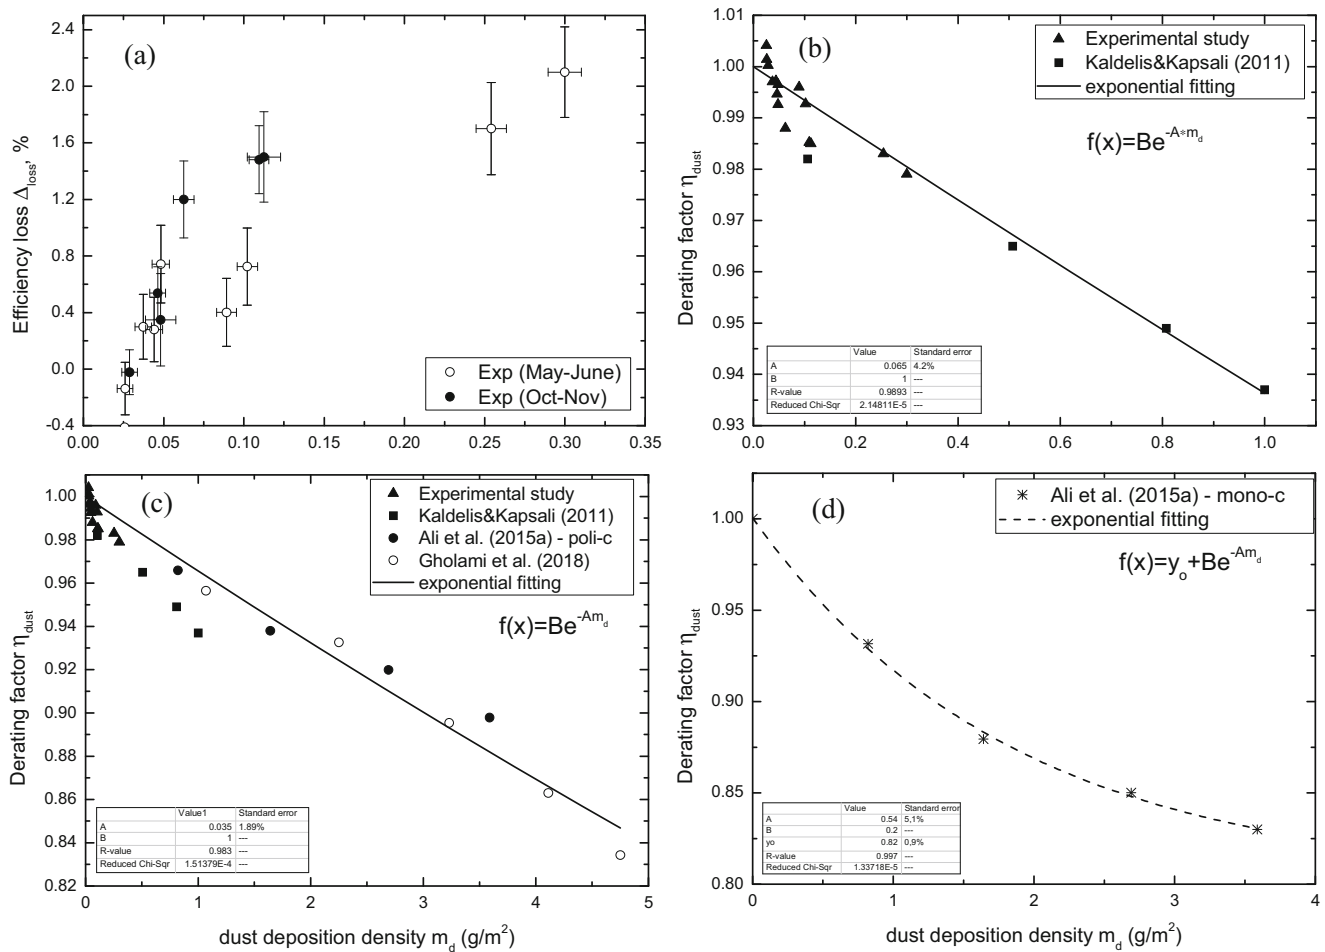 (a)
2.4
2.0
1.6
1.2
0.8
0.4
0.0
-0.4
Efficiency loss Δloss, %
Exp (May-June)
Exp (Oct-Nov)
0.00 0.05 0.10 0.15 0.20 0.25 0.30 0.35
(b)
1.01
1.00
0.99
0.98
0.97
0.96
0.95
0.94
0.93
Derating factor ηdust
Experimental study
Kaldelis&Kapsali (2011)
exponential fitting
f(x)=Be^-A*m_d
Value Standard error
A 0.065 4.2%
B 1 ---
R-value 0.9893 ---
Reduced Chi-Sqr 2.14811E-5 ---
0.0 0.2 0.4 0.6 0.8 1.0
(c)
1.00
0.98
0.96
0.94
0.92
0.90
0.88
0.86
0.84
0.82
Derating factor ηdust
Experimental study
Kaldelis&Kapsali (2011)
Ali et al. (2015a) - poli-c
Gholami et al. (2018)
exponential fitting
f(x)=Be^-Am_d
Value1 Standard error
A 0.035 1.89%
B 1 ---
R-value 0.983 ---
Reduced Chi-Sqr 1.51379E-4 ---
0 1 2 3 4 5
dust deposition density m_d (g/m²)
(d)
1.00
0.95
0.90
0.85
0.80
Derating factor ηdust
Ali et al. (2015a) - mono-c
exponential fitting
f(x)=y_o+Be^-Am_d
Value Standard error
A 0.54 5,1%
B 0.2 ---
yo 0.82 0,9%
R-value 0.997 ---
Reduced Chi-Sqr 1.33718E-5 ---
0 1 2 3 4
dust deposition density m_d (g/m²)